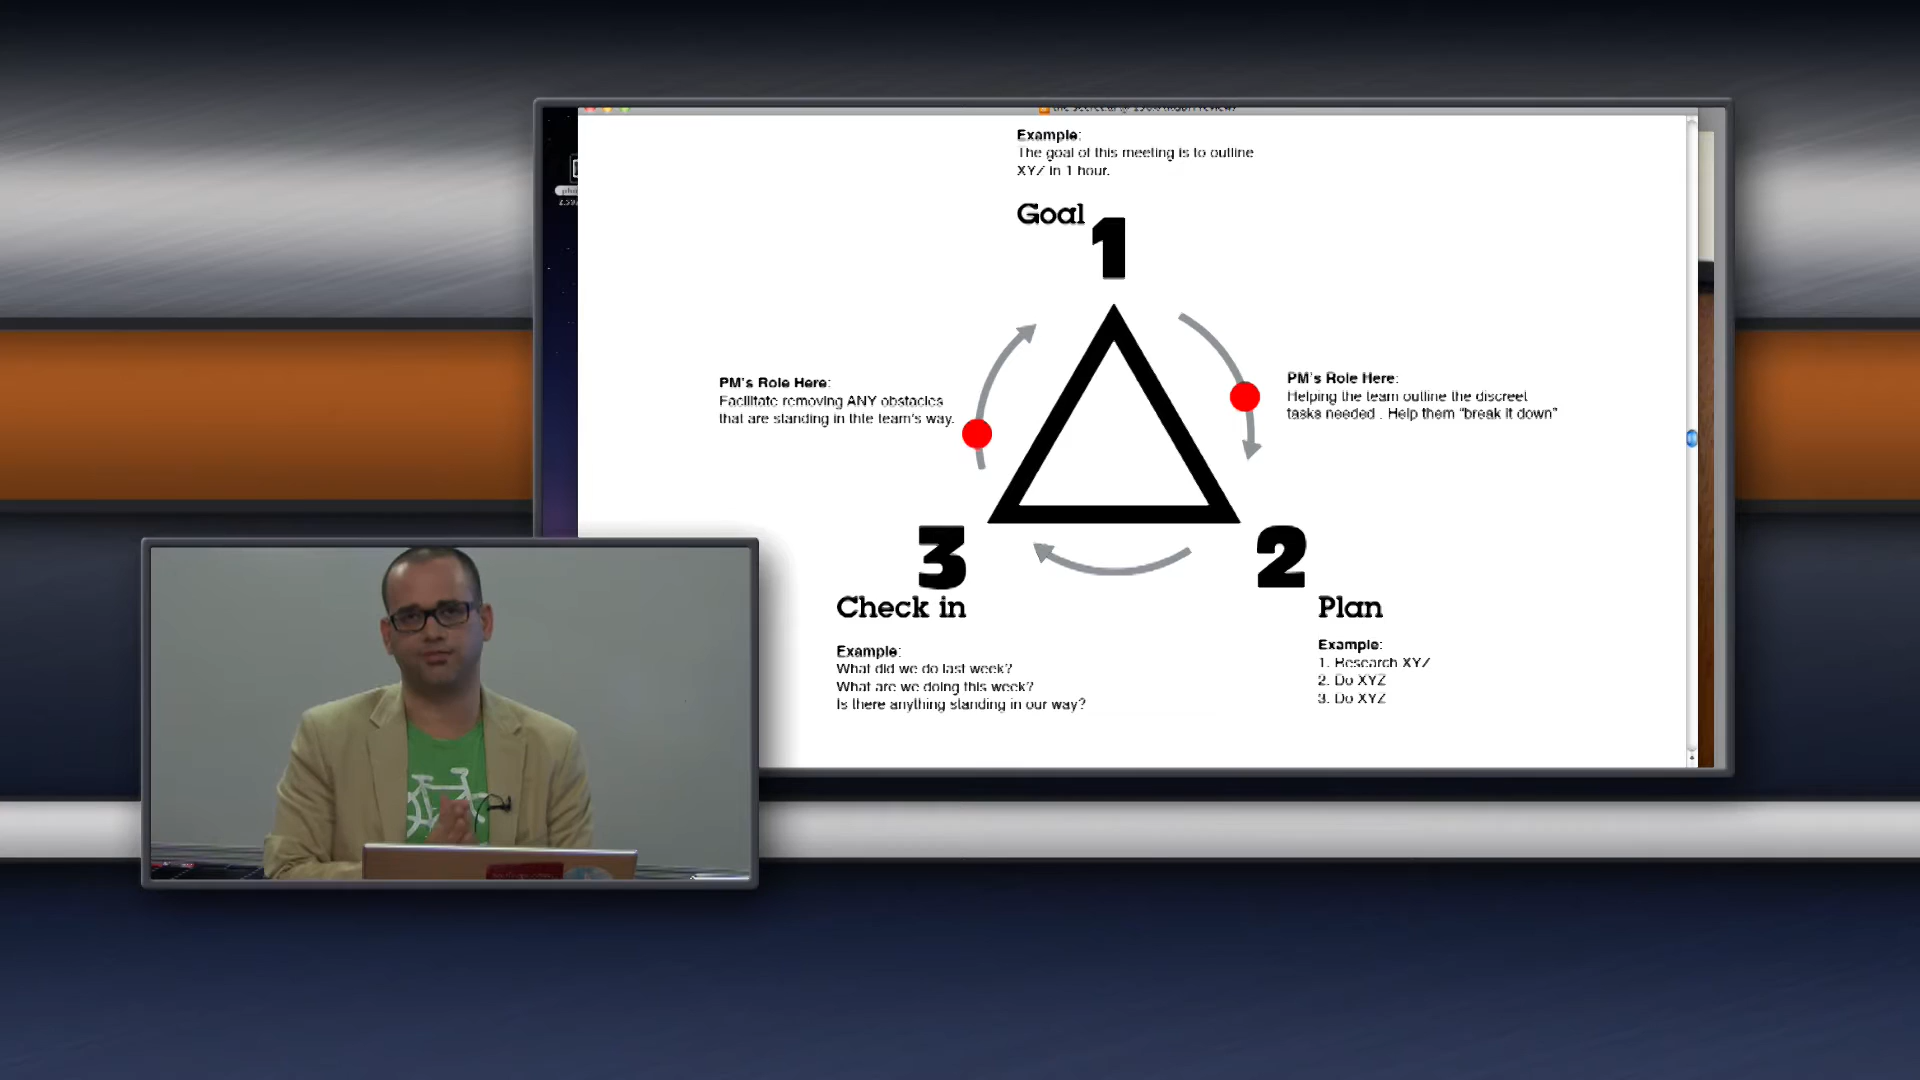 Example:
The goal of this meeting is to outline
XYZ in 1 hour.
Goal
1
PM's Role Here:
Facilitate removing ANY obstacles
that are standing in thte team's way.
PM's Role Here:
Helping the team outline the discreet
tasks needed . Help them "break it down"
3
Check in
Example:
What did we do last week?
What are we doing this week?
Is there anything standing in our way?
2
Plan
Example:
1. Research XYZ
2. Do XYZ
3. Do XYZ